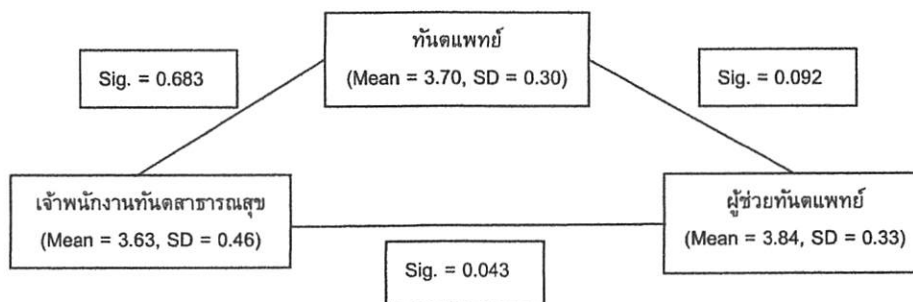 ทันตแพทย์
(Mean = 3.70, SD = 0.30)
Sig. = 0.683
Sig. = 0.092
เจ้าพนักงานทันตสาธารณสุข
(Mean = 3.63, SD = 0.46)
ผู้ช่วยทันตแพทย์
(Mean = 3.84, SD = 0.33)
Sig. = 0.043